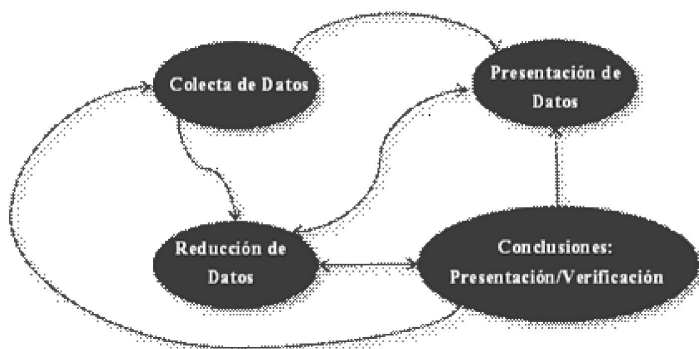 Colecta de Datos
Presentación de
Datos
Reducción de
Datos
Conclusiones:
Presentación/Verificación